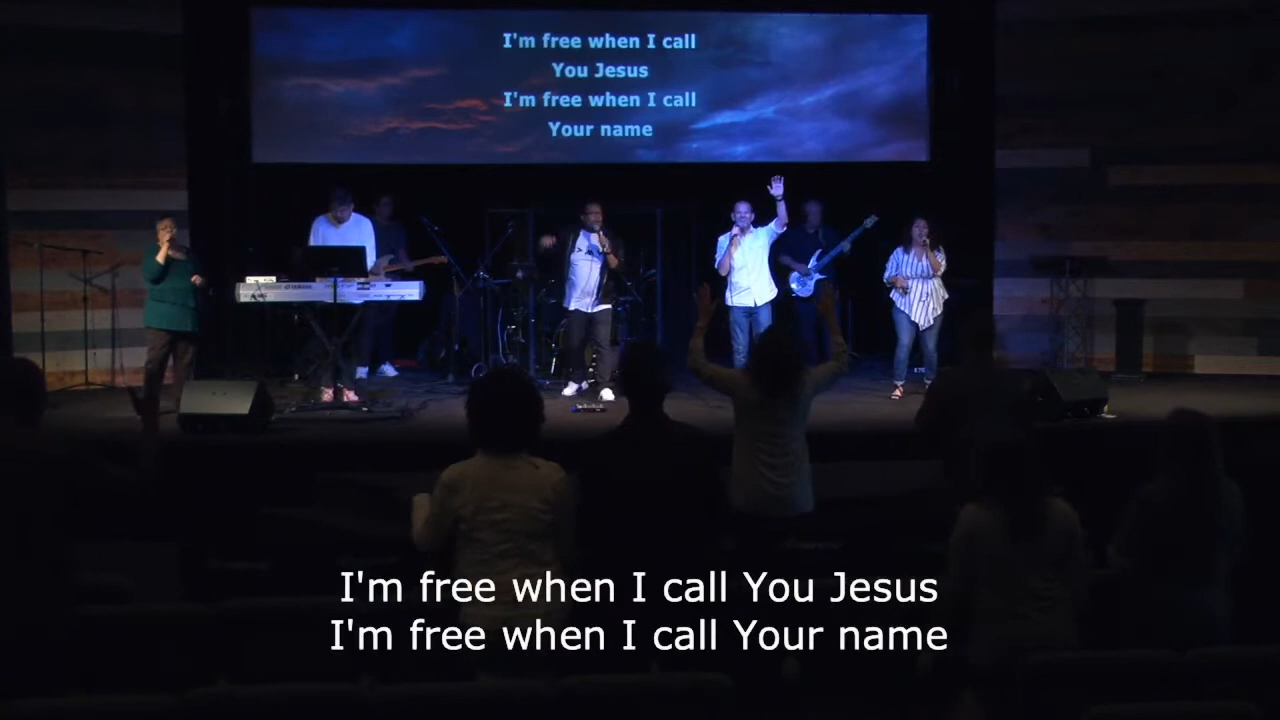 I'm free when I call
You Jesus
I'm free when I call
Your name
YAMAHA
I'm free when I call You Jesus
I'm free when I call Your name